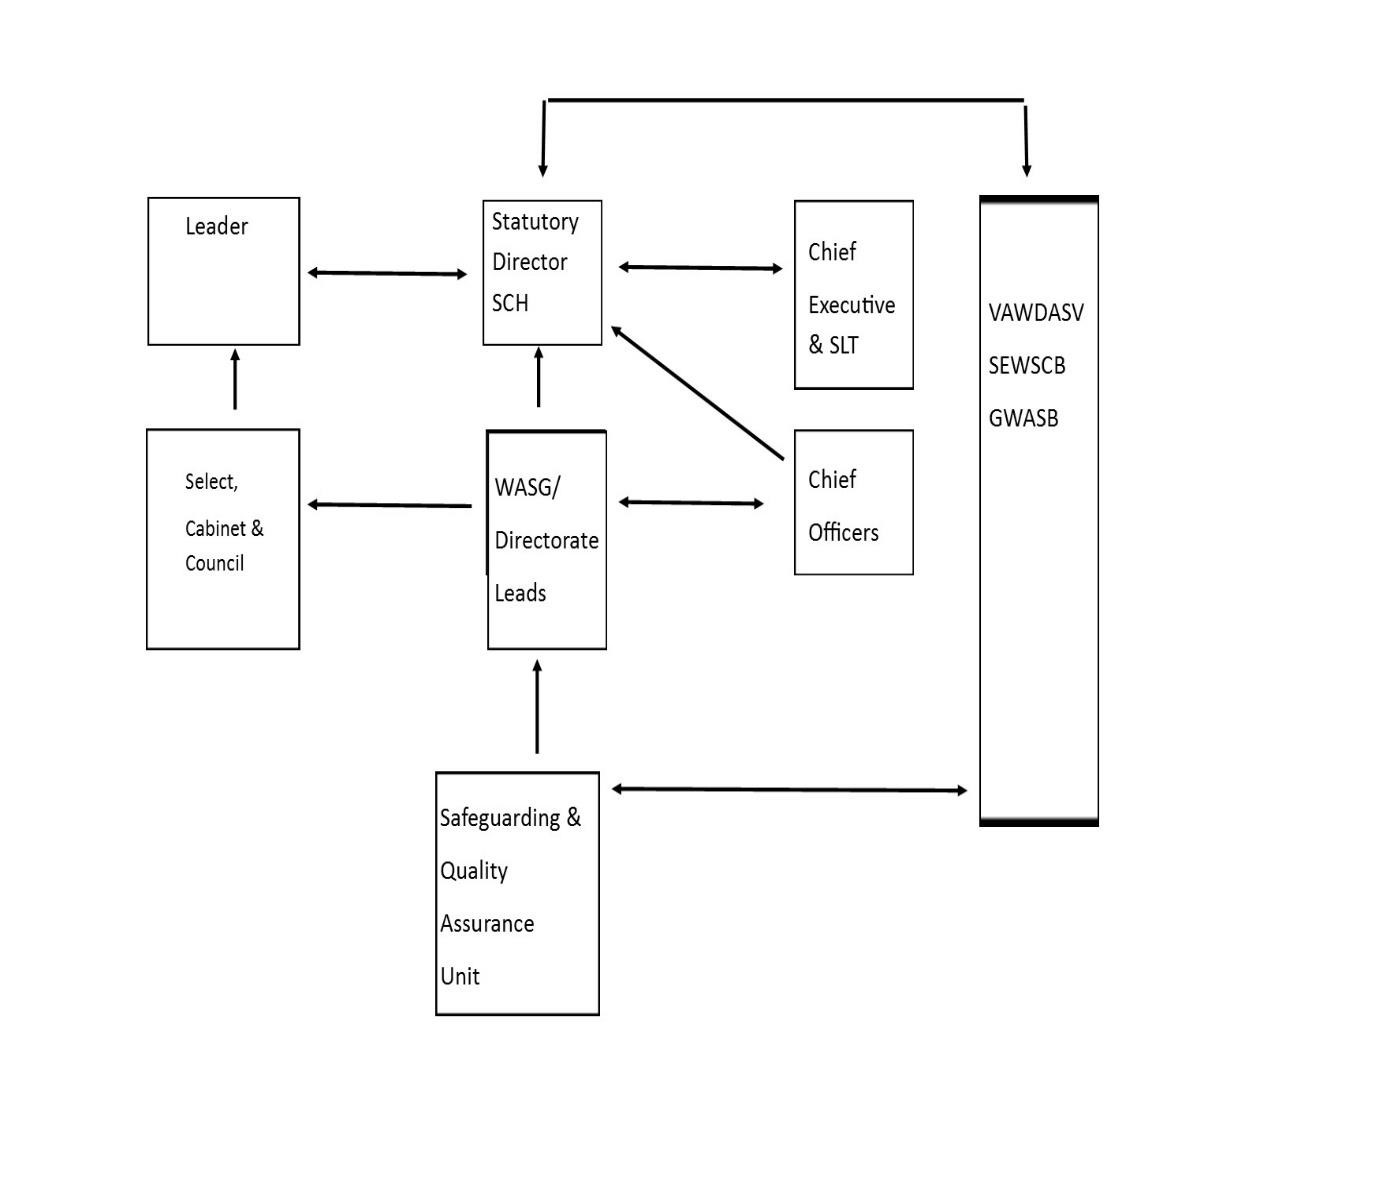 Leader
Statutory
Director
SCH
Chief
Executive
& SLT
VAWDASV
SEWSCB
GWASB
Select,
Cabinet &
Council
WASG/
Directorate
Leads
Chief
Officers
Safeguarding &
Quality
Assurance
Unit